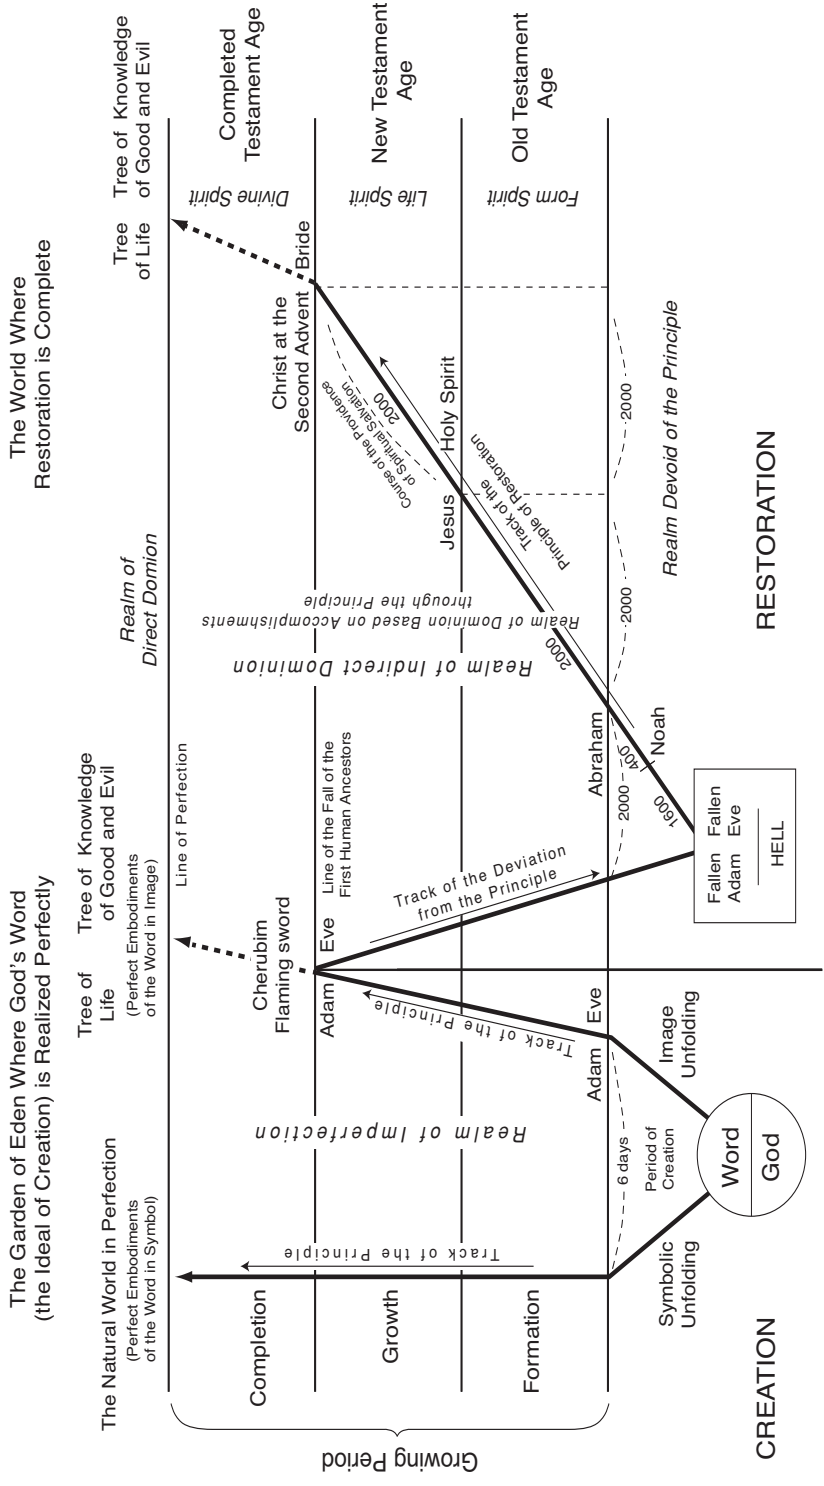 The Garden of Eden Where God's Word
(the Ideal of Creation) is Realized Perfectly
The World Where
Restoration is Complete
The Natural World in Perfection
(Perfect Embodiments
of the Word in Symbol)
Tree of
Life
Tree of Knowledge
of Good and Evil
(Perfect Embodiments
of the Word in Image)
Realm of
Direct Domion
Tree
of Life
Tree of Knowledge
of Good and Evil
Line of Perfection
Growing Period
Completion
Growth
Formation
Track of the Principle
Realm of Imperfection
Cherubim
Flaming sword
Adam
Eve
Line of the Fall of the
First Human Ancestors
Track of the Principle
Track of the Deviation
from the Principle
Realm of Indirect Dominion
Realm of Dominion Based on Accomplishments
through the Principle
Christ at the
Second Advent
Bride
Course of the Providence
of Spiritual Salvation
2000
Jesus
Holy Spirit
Track of the
Principle of Restoration
2000
Divine Spirit
Life Spirit
Form Spirit
Completed
Testament Age
New Testament
Age
Old Testament
Age
Adam
Eve
6 days
Period of
Creation
Symbolic
Unfolding
Image
Unfolding
Word
God
Abraham
2000
400
Noah
1600
2000
2000
Fallen
Adam
Fallen
Eve
HELL
Realm Devoid of the Principle
CREATION
RESTORATION